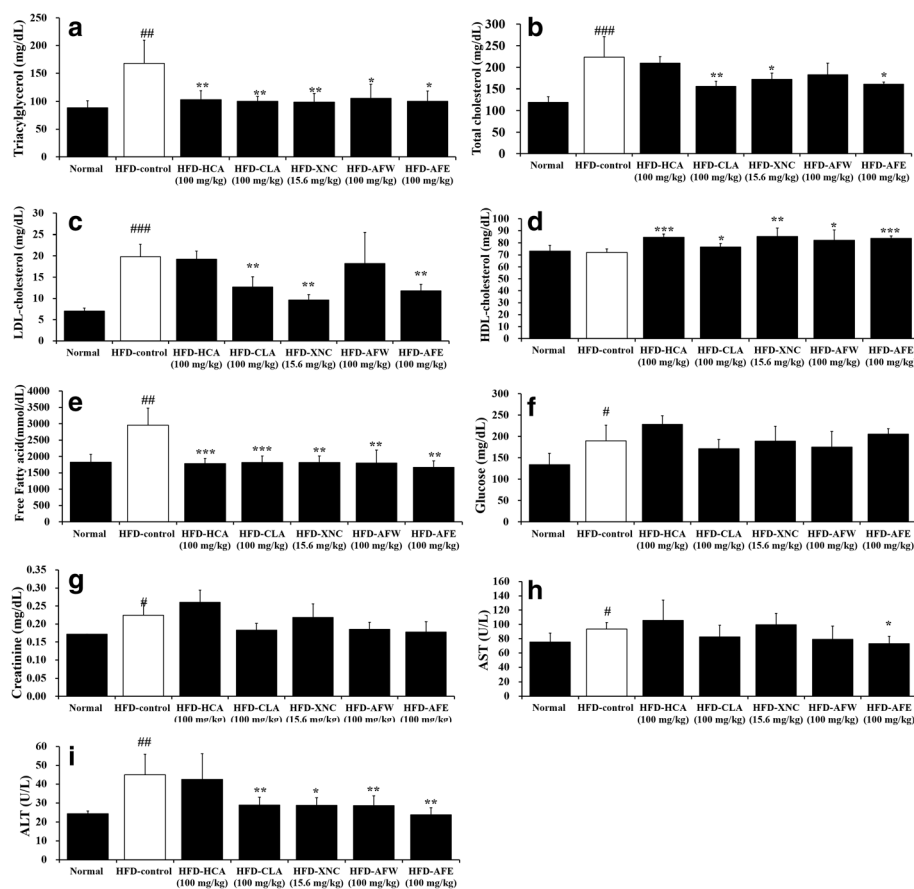 a
Triacylglycerol (mg/dL)
200
150
100
50
0
##
**
**
**
*
*
Normal HFD-control HFD-HCA HFD-CLA HFD-XNC HFD-AFW HFD-AFE
(100 mg/kg) (100 mg/kg) (15.6 mg/kg) (100 mg/kg) (100 mg/kg)
b
Total cholesterol (mg/dL)
300
250
200
150
100
50
0
###
**
*
*
Normal HFD-control HFD-HCA HFD-CLA HFD-XNC HFD-AFW HFD-AFE
(100 mg/kg) (100 mg/kg) (15.6 mg/kg) (100 mg/kg) (100 mg/kg)
c
LDL-cholesterol (mg/dL)
30
25
20
15
10
5
0
###
**
**
**
Normal HFD-control HFD-HCA HFD-CLA HFD-XNC HFD-AFW HFD-AFE
(100 mg/kg) (100 mg/kg) (15.6 mg/kg) (100 mg/kg) (100 mg/kg)
d
HDL-cholesterol (mg/dL)
100
90
80
70
60
50
40
30
20
10
0
***
*
**
*
***
Normal HFD-control HFD-HCA HFD-CLA HFD-XNC HFD-AFW HFD-AFE
(100 mg/kg) (100 mg/kg) (15.6 mg/kg) (100 mg/kg) (100 mg/kg)
e
Free Fatty acid(mmol/dL)
4000
3500
3000
2500
2000
1500
1000
500
0
##
***
***
**
**
**
Normal HFD-control HFD-HCA HFD-CLA HFD-XNC HFD-AFW HFD-AFE
(100 mg/kg) (100 mg/kg) (15.6 mg/kg) (100 mg/kg) (100 mg/kg)
f
Glucose (mg/dL)
300
250
200
150
100
50
0
#
Normal HFD-control HFD-HCA HFD-CLA HFD-XNC HFD-AFW HFD-AFE
(100 mg/kg) (100 mg/kg) (15.6 mg/kg) (100 mg/kg) (100 mg/kg)
g
Creatinine (mg/dL)
0.35
0.30
0.25
0.20
0.15
0.10
0.05
0.00
#
Normal HFD-control HFD-HCA HFD-CLA HFD-XNC HFD-AFW HFD-AFE
(100 mg/kg) (100 mg/kg) (15.6 mg/kg) (100 mg/kg) (100 mg/kg)
h
AST (U/L)
160
140
120
100
80
60
40
20
0
#
*
Normal HFD-control HFD-HCA HFD-CLA HFD-XNC HFD-AFW HFD-AFE
(100 mg/kg) (100 mg/kg) (15.6 mg/kg) (100 mg/kg) (100 mg/kg)
i
ALT (U/L)
60
50
40
30
20
10
0
##
**
*
**
**
Normal HFD-control HFD-HCA HFD-CLA HFD-XNC HFD-AFW HFD-AFE
(100 mg/kg) (100 mg/kg) (15.6 mg/kg) (100 mg/kg) (100 mg/kg)